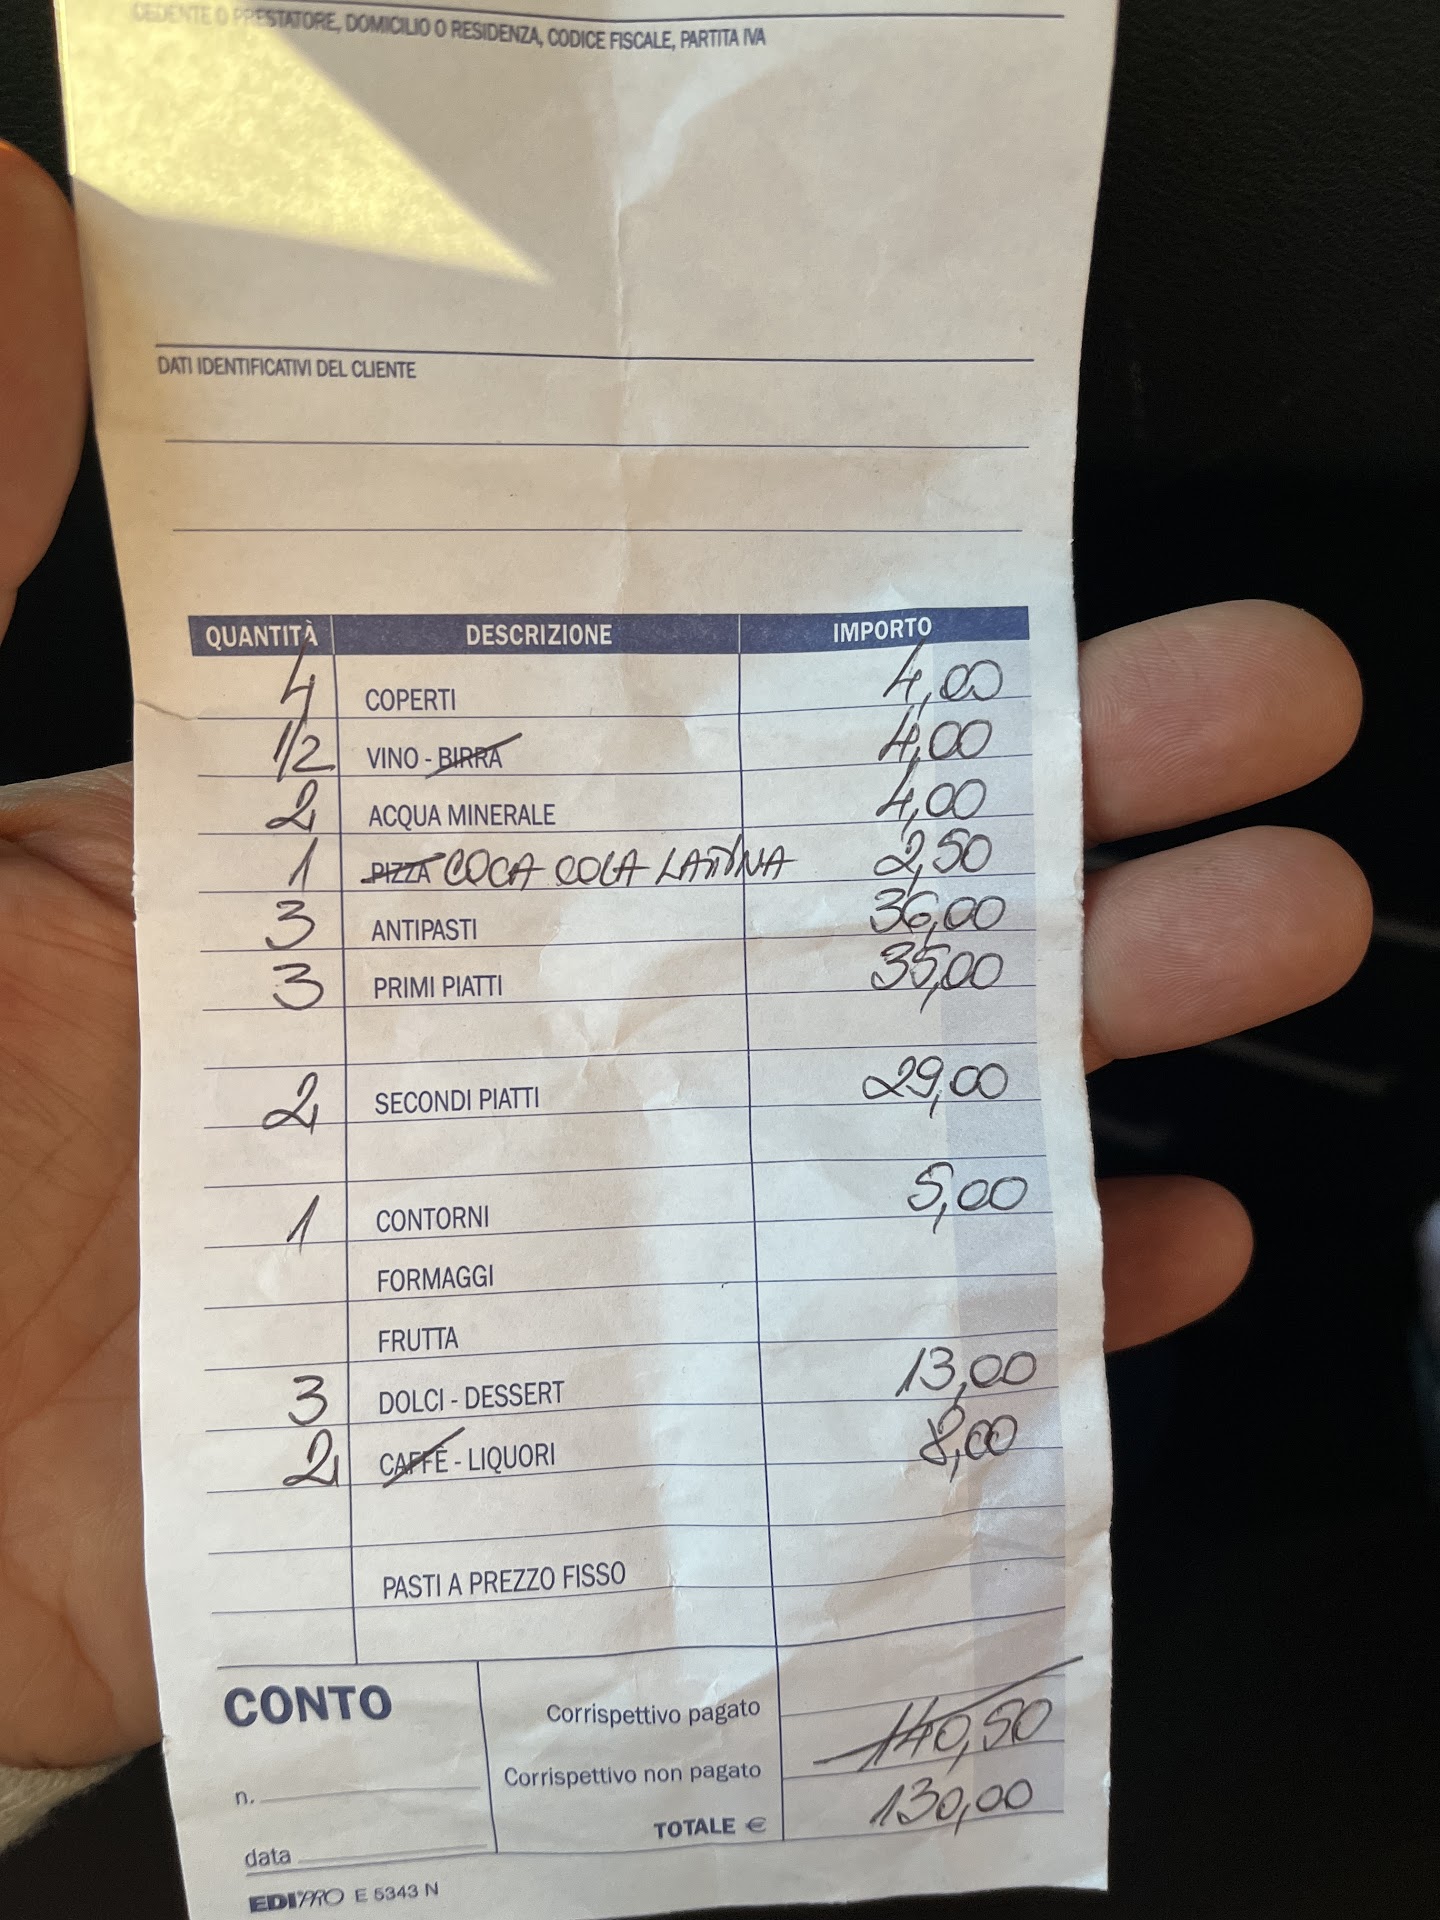 CEDENTE O PRESTATORE, DOMICILIO O RESIDENZA, CODICE FISCALE, PARTITA IVA
DATI IDENTIFICATIVI DEL CLIENTE
QUANTITÀ DESCRIZIONE IMPORTO
4 COPERTI 4,00
1/2 VINO - BIRRA 4,00
2 ACQUA MINERALE 4,00
1 PIZZA COCA COLA LATTINA 2,50
3 ANTIPASTI 36,00
3 PRIMI PIATTI 35,00
2 SECONDI PIATTI 29,00
1 CONTORNI 5,00
FORMAGGI
FRUTTA
3 DOLCI - DESSERT 13,00
2 CAFFÈ - LIQUORI 8,00
PASTI A PREZZO FISSO
CONTO
Corrispettivo pagato
140,50
Corrispettivo non pagato
n.
TOTALE € 130,00
data
EDIPRO E 5343 N